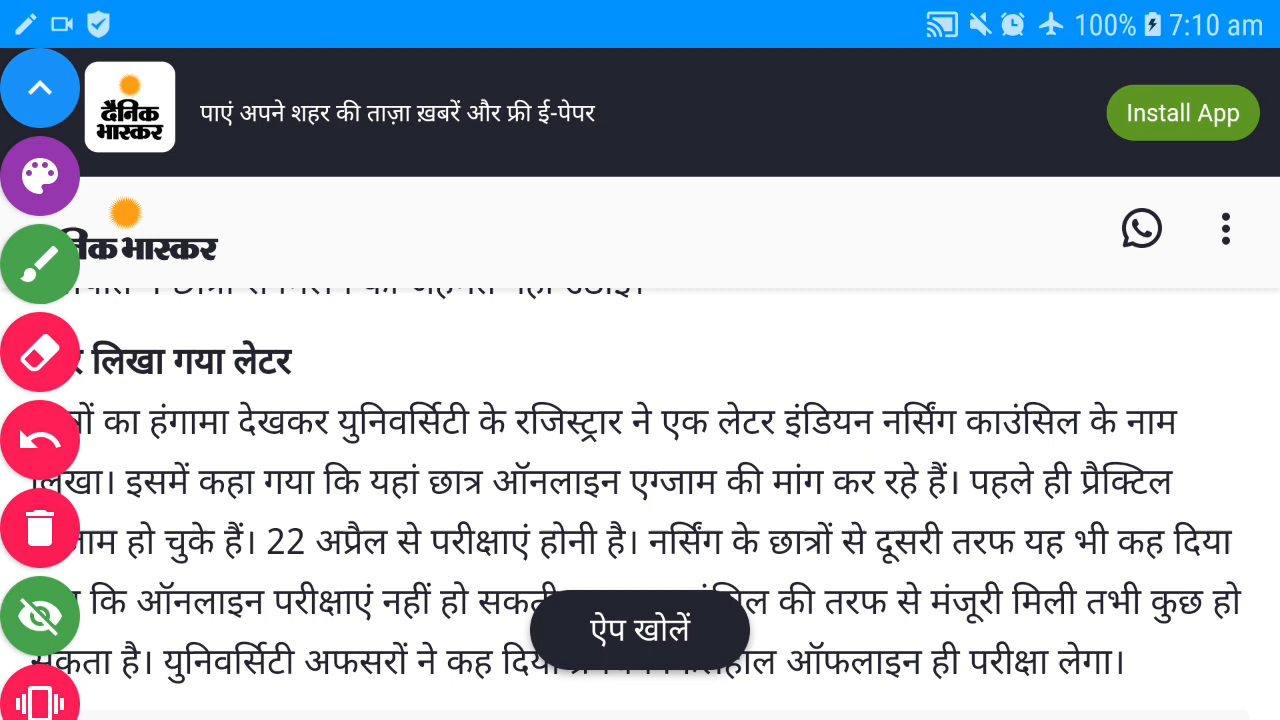 100% 7:10 am
दैनिक
भास्कर
पाएं अपने शहर की ताज़ा ख़बरें और फ्री ई-पेपर
Install App
भास्कर
लिखा गया लेटर
का हंगामा देखकर युनिवर्सिटी के रजिस्ट्रार ने एक लेटर इंडियन नर्सिंग काउंसिल के नाम
लिखा। इसमें कहा गया कि यहां छात्र ऑनलाइन एग्जाम की मांग कर रहे हैं। पहले ही प्रैक्टिल
हो चुके हैं। 22 अप्रैल से परीक्षाएं होनी है। नर्सिंग के छात्रों से दूसरी तरफ यह भी कह दिया
कि ऑनलाइन परीक्षाएं नहीं हो की तरफ से मंजूरी मिली तभी कुछ हो
सकता है। युनिवर्सिटी अफसरों ने कह ऑफलाइन ही परीक्षा लेगा।
ऐप खोलें